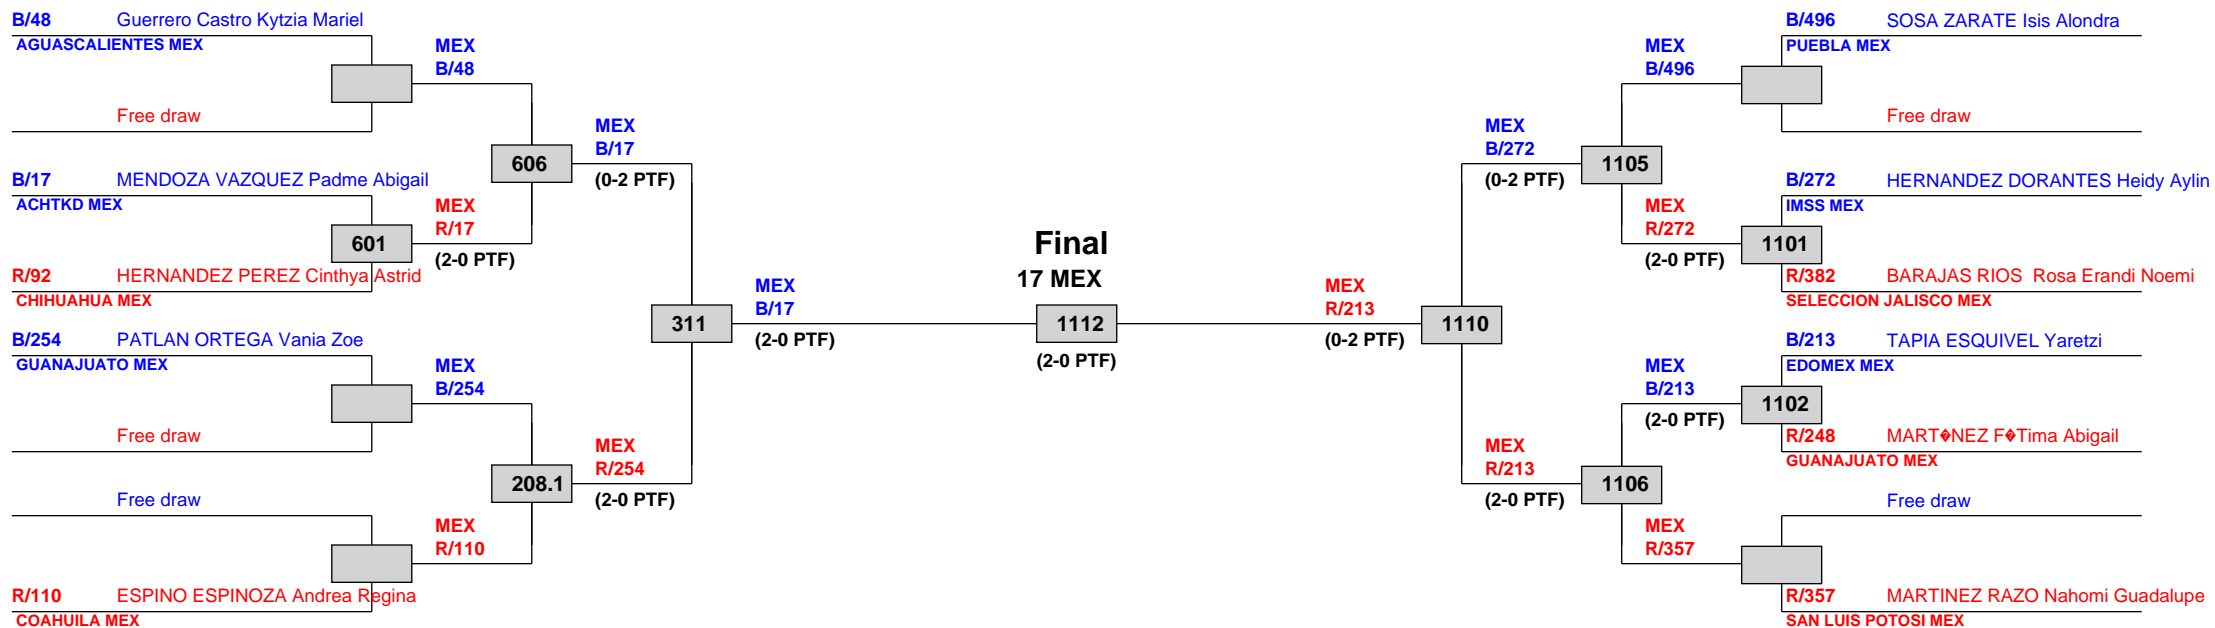 B/48 Guerrero Castro Kytzia Mariel
AGUASCALIENTES MEX
MEX
B/48
Free draw
MEX
B/17
606
(0-2 PTF)
B/17 MENDOZA VAZQUEZ Padme Abigail
ACHTKD MEX
MEX
R/17
601
(2-0 PTF)
R/92 HERNANDEZ PEREZ Cinthya Astrid
CHIHUAHUA MEX
MEX
B/17
311
(2-0 PTF)
B/254 PATLAN ORTEGA Vania Zoe
GUANAJUATO MEX
MEX
B/254
Free draw
MEX
R/254
208.1
(2-0 PTF)
Free draw
MEX
R/110
R/110 ESPINO ESPINOZA Andrea Regina
COAHUILA MEX
Final
17 MEX
1112
(2-0 PTF)
B/496 SOSA ZARATE Isis Alondra
PUEBLA MEX
MEX
B/496
Free draw
MEX
B/272
1105
(0-2 PTF)
B/272 HERNANDEZ DORANTES Heidy Aylin
IMSS MEX
MEX
R/272
1101
(2-0 PTF)
R/382 BARAJAS RIOS  Rosa Erandi Noemi
SELECCION JALISCO MEX
MEX
R/213
1110
(0-2 PTF)
B/213 TAPIA ESQUIVEL Yaretzi
EDOMEX MEX
MEX
B/213
1102
(2-0 PTF)
R/248 MART�NEZ F�Tima Abigail
GUANAJUATO MEX
MEX
R/213
1106
(2-0 PTF)
Free draw
MEX
R/357
R/357 MARTINEZ RAZO Nahomi Guadalupe
SAN LUIS POTOSI MEX